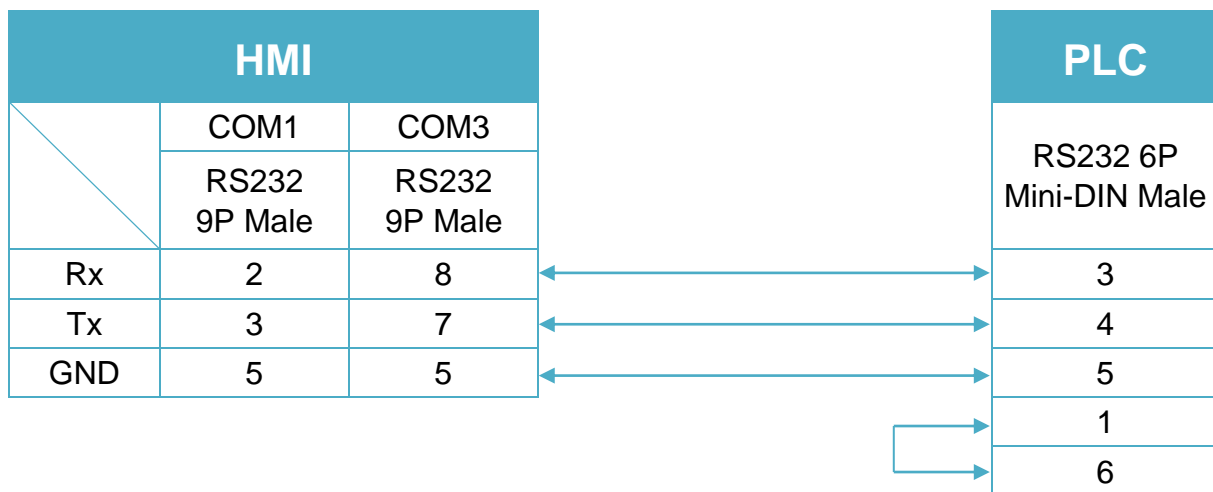 HMI PLC
COM1 COM3
RS232 6P
Mini-DIN Male
RS232 RS232
9P Male 9P Male
Rx 2 8 3
Tx 3 7 4
GND 5 5 5
1
6